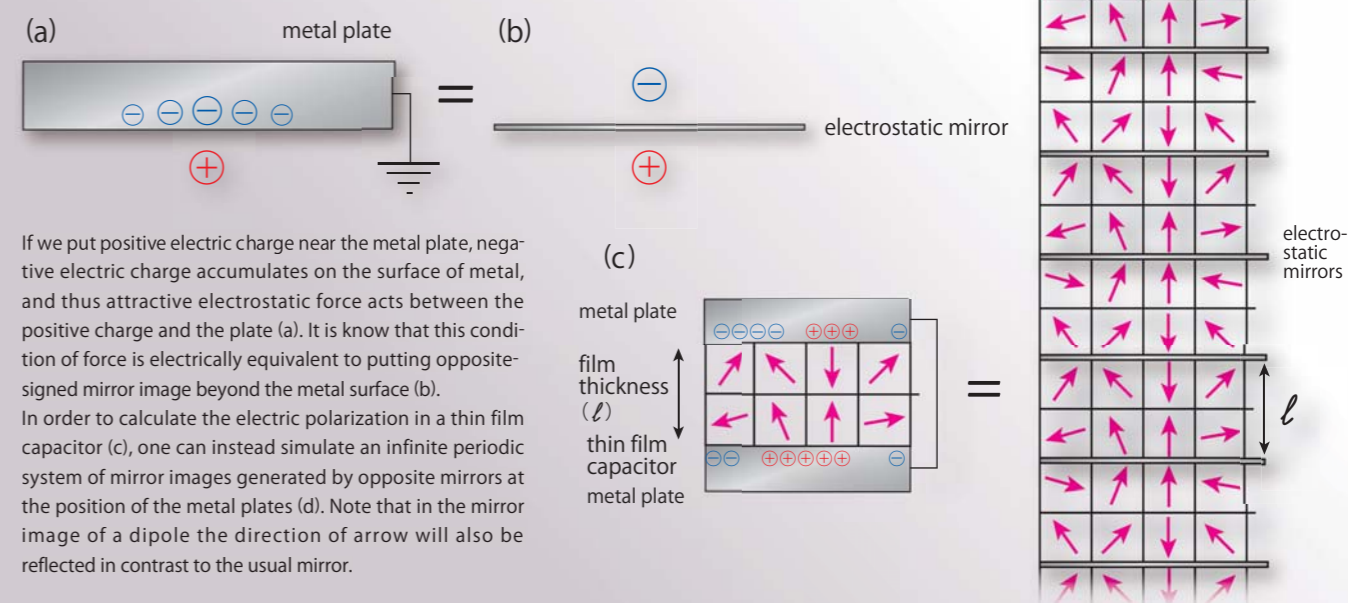 (a)
metal plate
(b)
electrostatic mirror
If we put positive electric charge near the metal plate, nega-
tive electric charge accumulates on the surface of metal,
and thus attractive electrostatic force acts between the
positive charge and the plate (a). It is know that this condi-
tion of force is electrically equivalent to putting opposite-
signed mirror image beyond the metal surface (b).
In order to calculate the electric polarization in a thin film
capacitor (c), one can instead simulate an infinite periodic
system of mirror images generated by opposite mirrors at
the position of the metal plates (d). Note that in the mirror
image of a dipole the direction of arrow will also be
reflected in contrast to the usual mirror.
(c)
metal plate
film
thickness
(ℓ)
thin film
capacitor
metal plate
electro-
static
mirrors
ℓ